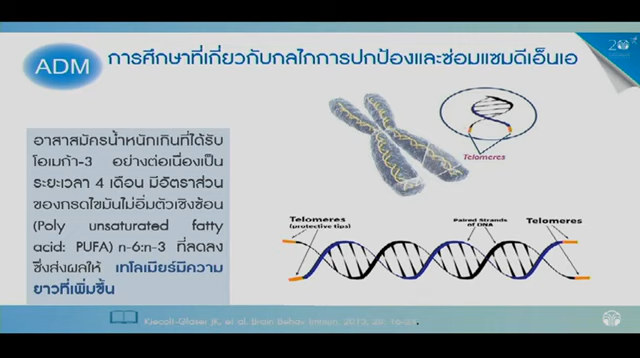 ADM
การศึกษาที่เกี่ยวกับกลไกการปกป้องและซ่อมแซมดีเอ็นเอ
อาสาสมัครน้ำหนักเกินที่ได้รับ
โอเมก้า-3 อย่างต่อเนื่องเป็น
ระยะเวลา 4 เดือน มีอัตราส่วน
ของกรดไขมันไม่อิ่มตัวเชิงซ้อน
(Poly unsaturated fatty
acid: PUFA) n-6:n-3 ที่ลดลง
ซึ่งส่งผลให้ เทโลเมียร์มีความ
ยาวที่เพิ่มขึ้น
Telomeres
Telomeres
(protective tips)
Paired Strands
of DNA
Telomeres
Kiecolt-Glaser JK, et al. Brain Behav Immun. 2013; 28: 16-24.